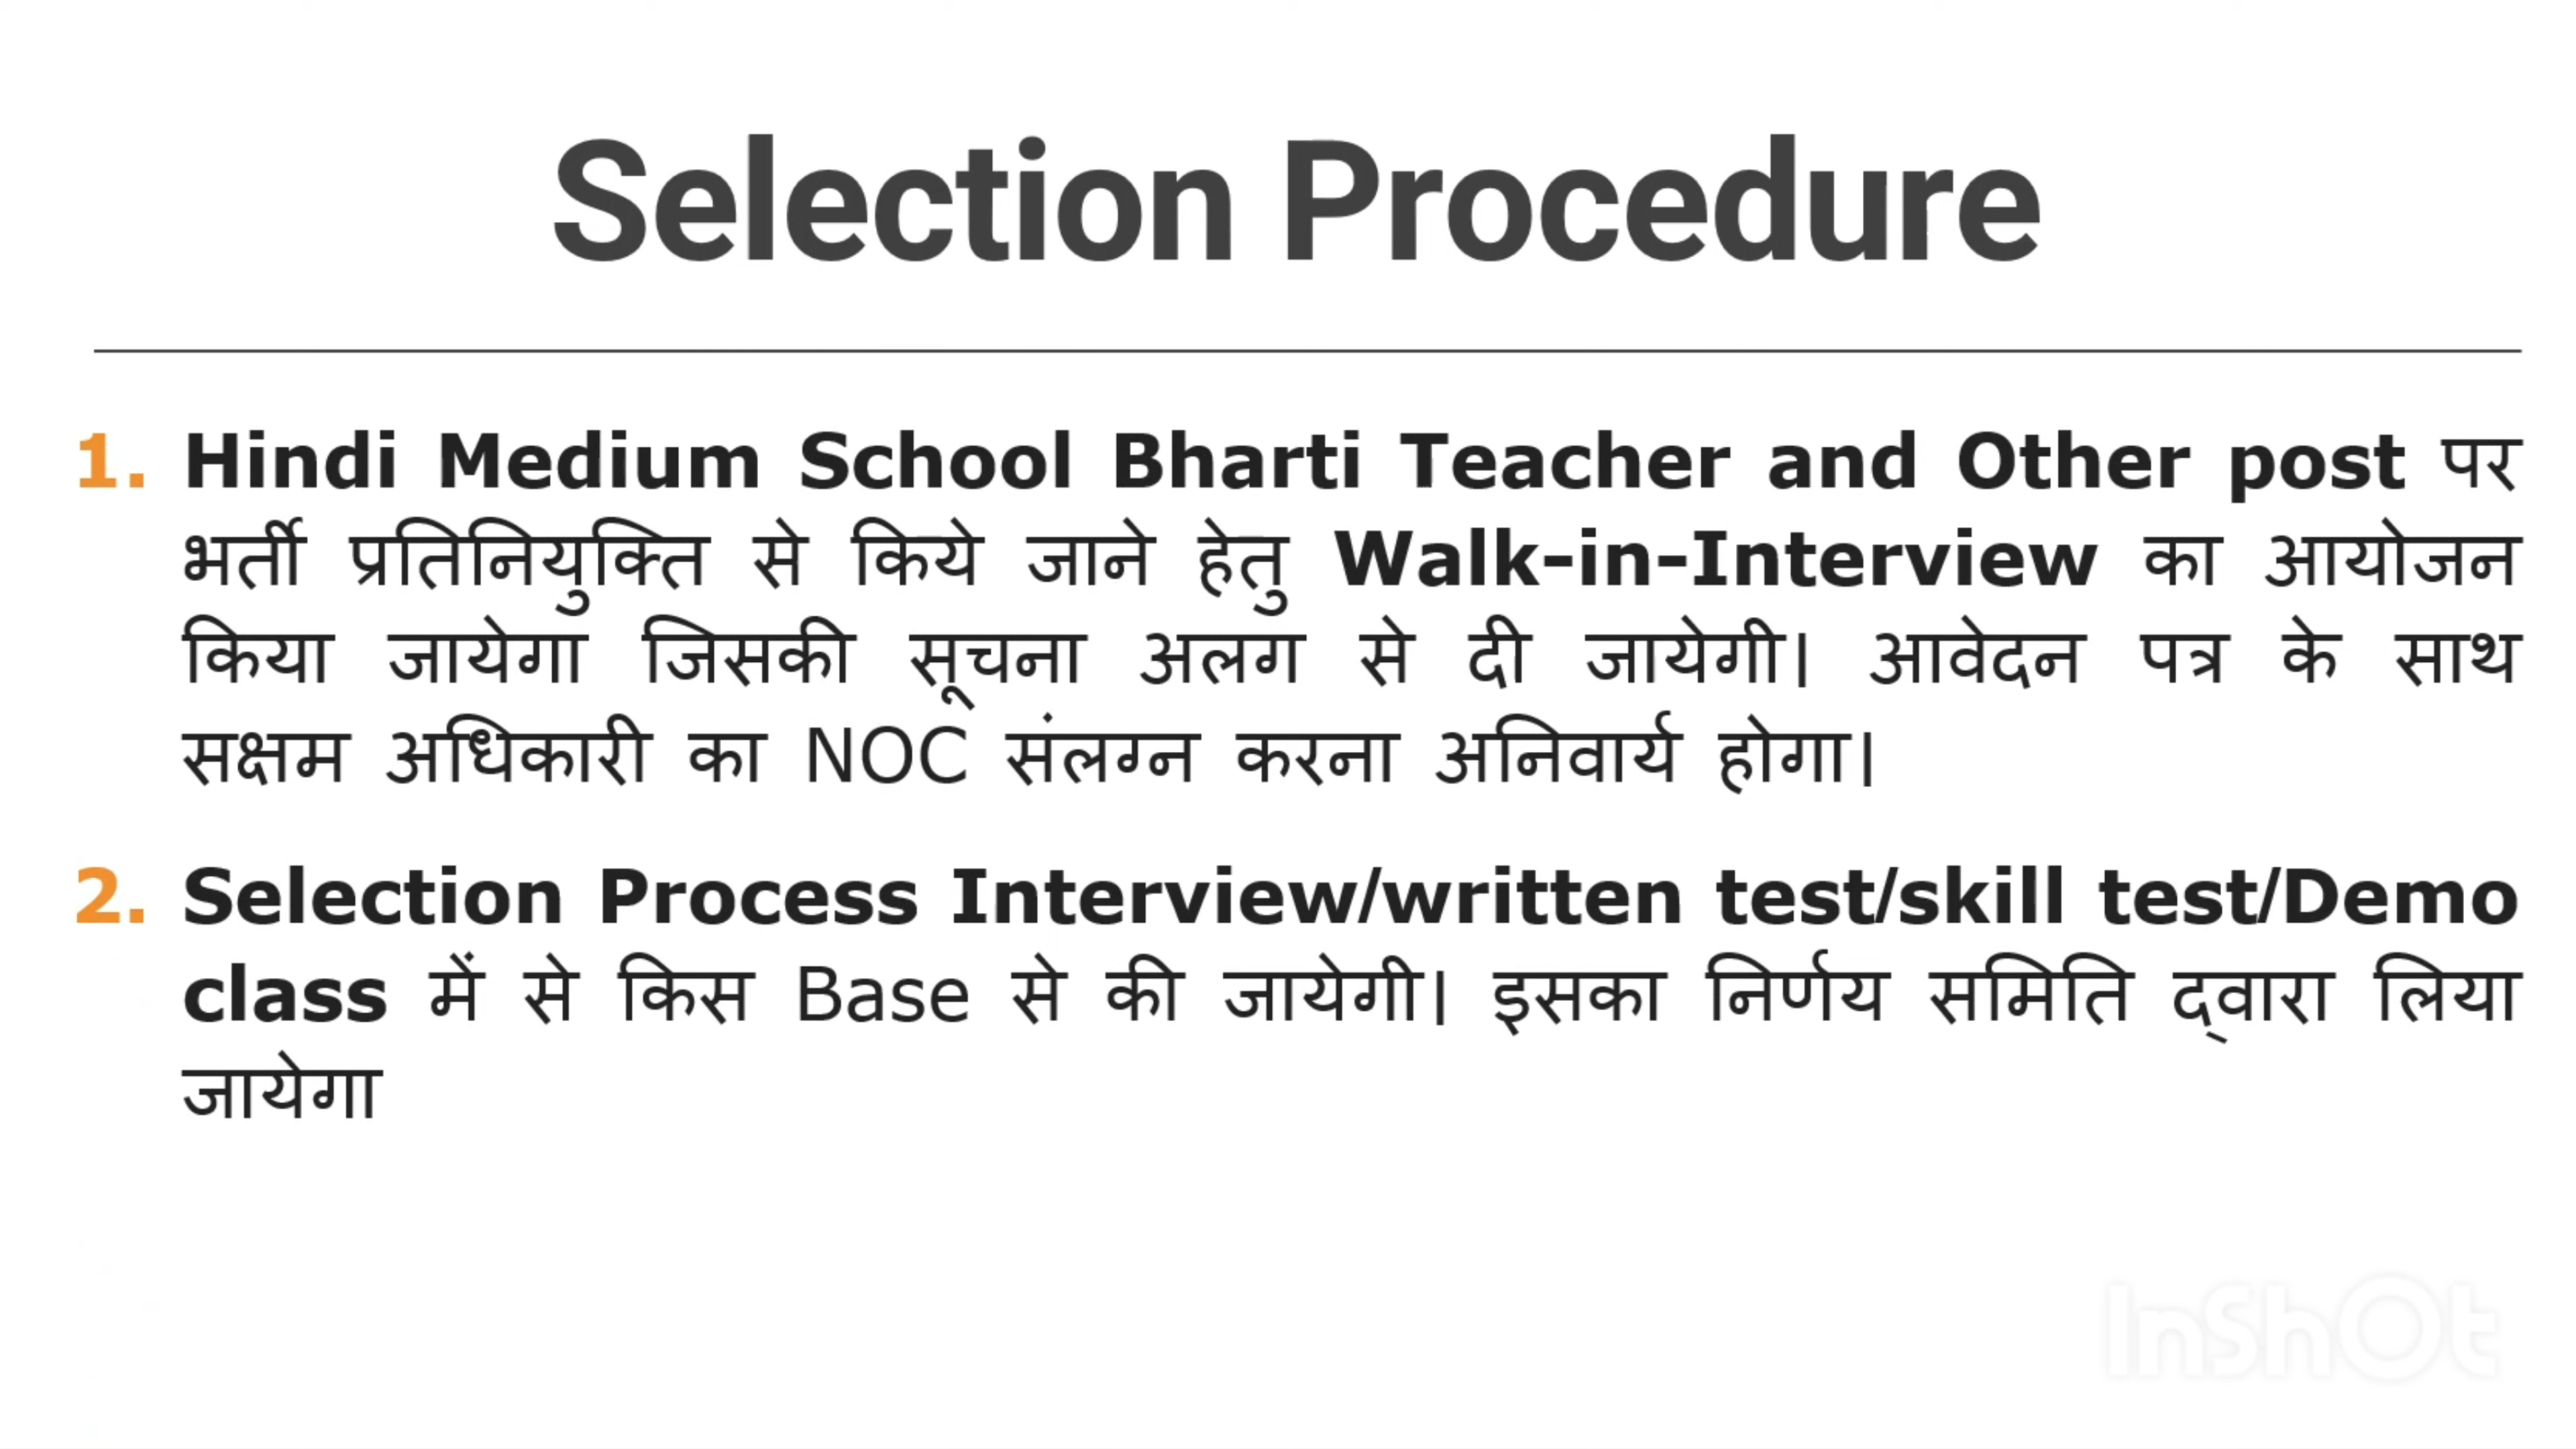 Selection Procedure
1. Hindi Medium School Bharti Teacher and Other post पर
भर्ती प्रतिनियुक्ति से किये जाने हेतु Walk-in-Interview का आयोजन
किया जायेगा जिसकी सूचना अलग से दी जायेगी। आवेदन पत्र के साथ
सक्षम अधिकारी का NOC संलग्न करना अनिवार्य होगा।
2. Selection Process Interview/written test/skill test/Demo
class में से किस Base से की जायेगी। इसका निर्णय समिति द्वारा लिया
जायेगा
InShOt